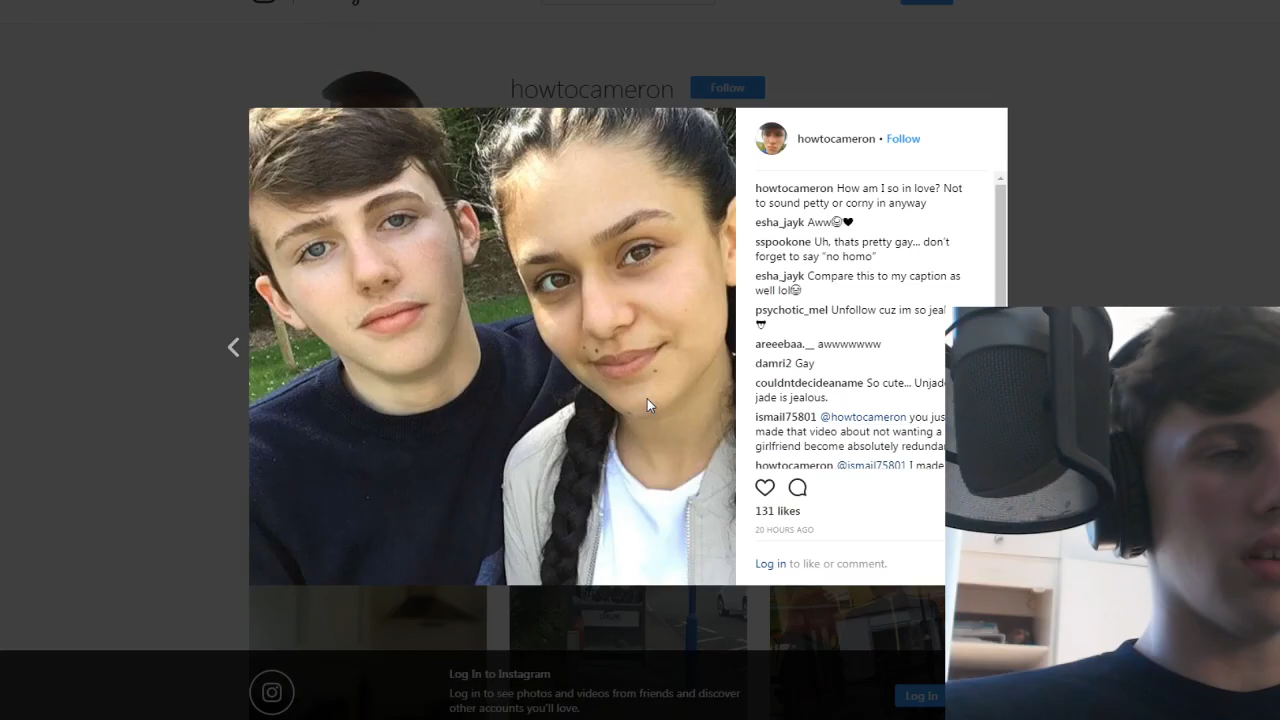 howtocameron Follow
howtocameron • Follow
howtocameron How am I so in love? Not
to sound petty or corny in anyway
esha_jayk Aww😂♥
sspookone Uh, thats pretty gay... don't
forget to say "no homo"
esha_jayk Compare this to my caption as
well lol😂
psychotic_mel Unfollow cuz im so jeal
areeebaa.__ awwwwwww
damri2 Gay
couldntdecideaname So cute... Unjad
jade is jealous.
ismail75801 @howtocameron you jus
made that video about not wanting a
girlfriend become absolutely redundan
howtocameron @ismail75801 I made
131 likes
20 HOURS AGO
Log in to like or comment.
Log In to Instagram
Log in to see photos and videos from friends and discover
other accounts you'll love.
Log in